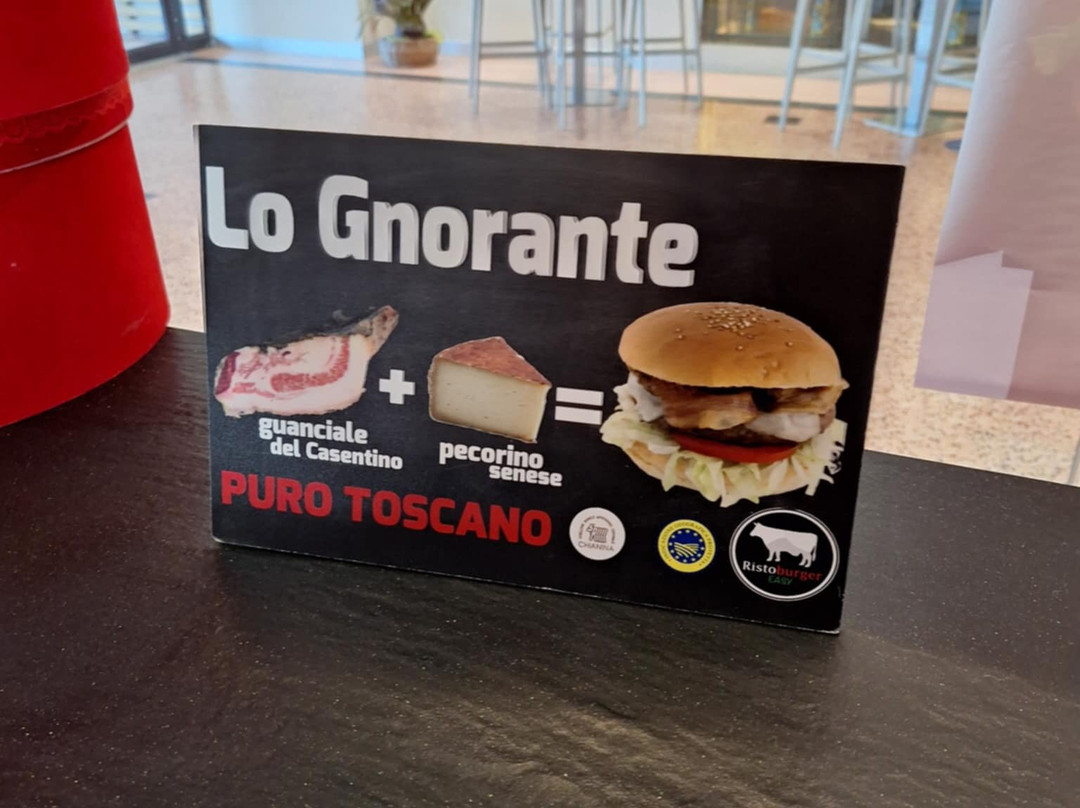 Lo Gnorante
+
=
guanciale
del Casentino
pecorino
senese
PURO TOSCANO
CHIANINA
Ristoburger
EASY